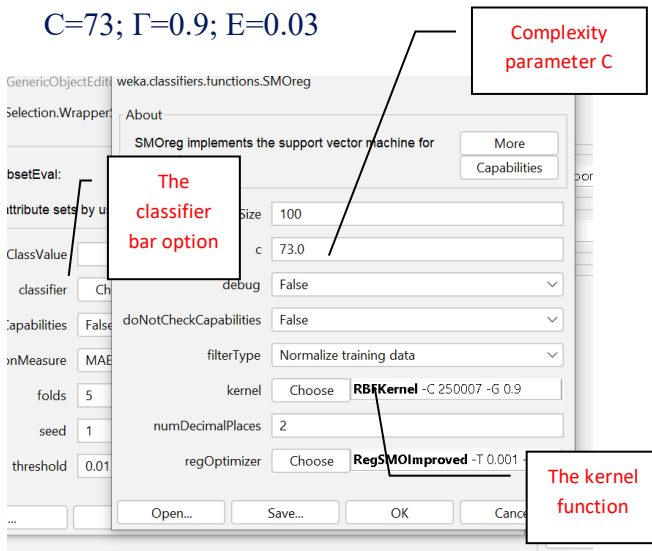 C=73; Γ=0.9; E=0.03
Complexity
parameter C
GenericObjectEdit
weka.classifiers.functions.SMOreg
Selection.Wrapper
About
SMOreg implements the support vector machine for
More
Capabilities
bsetEval:
attribute sets by u
The
classifier
bar option
Size 100
ClassValue
c 73.0
classifier Ch
debug False
Capabilities False
doNotCheckCapabilities False
onMeasure MAE
filterType Normalize training data
folds 5
kernel Choose RBFKernel -C 250007 -G 0.9
seed 1
numDecimalPlaces 2
threshold 0.01
regOptimizer Choose RegSMOImproved -T 0.001
The kernel
function
...
Open... Save... OK Cance